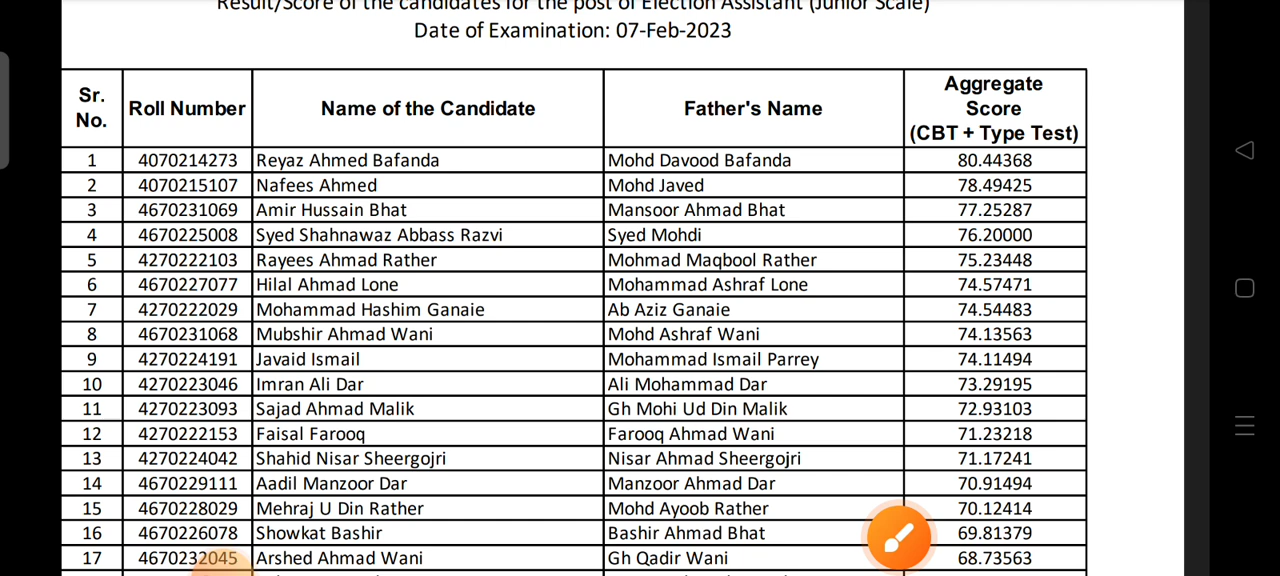 Result/Score of the candidates for the post of Election Assistant (Junior Scale)
Date of Examination: 07-Feb-2023
Sr. No. Roll Number Name of the Candidate Father's Name Aggregate Score (CBT + Type Test)
1 4070214273 Reyaz Ahmed Bafanda Mohd Davood Bafanda 80.44368
2 4070215107 Nafees Ahmed Mohd Javed 78.49425
3 4670231069 Amir Hussain Bhat Mansoor Ahmad Bhat 77.25287
4 4670225008 Syed Shahnawaz Abbass Razvi Syed Mohdi 76.20000
5 4270222103 Rayees Ahmad Rather Mohmad Maqbool Rather 75.23448
6 4670227077 Hilal Ahmad Lone Mohammad Ashraf Lone 74.57471
7 4270222029 Mohammad Hashim Ganaie Ab Aziz Ganaie 74.54483
8 4670231068 Mubshir Ahmad Wani Mohd Ashraf Wani 74.13563
9 4270224191 Javaid Ismail Mohammad Ismail Parrey 74.11494
10 4270223046 Imran Ali Dar Ali Mohammad Dar 73.29195
11 4270223093 Sajad Ahmad Malik Gh Mohi Ud Din Malik 72.93103
12 4270222153 Faisal Farooq Farooq Ahmad Wani 71.23218
13 4270224042 Shahid Nisar Sheergojri Nisar Ahmad Sheergojri 71.17241
14 4670229111 Aadil Manzoor Dar Manzoor Ahmad Dar 70.91494
15 4670228029 Mehraj U Din Rather Mohd Ayoob Rather 70.12414
16 4670226078 Showkat Bashir Bashir Ahmad Bhat 69.81379
17 4670232045 Arshed Ahmad Wani Gh Qadir Wani 68.73563